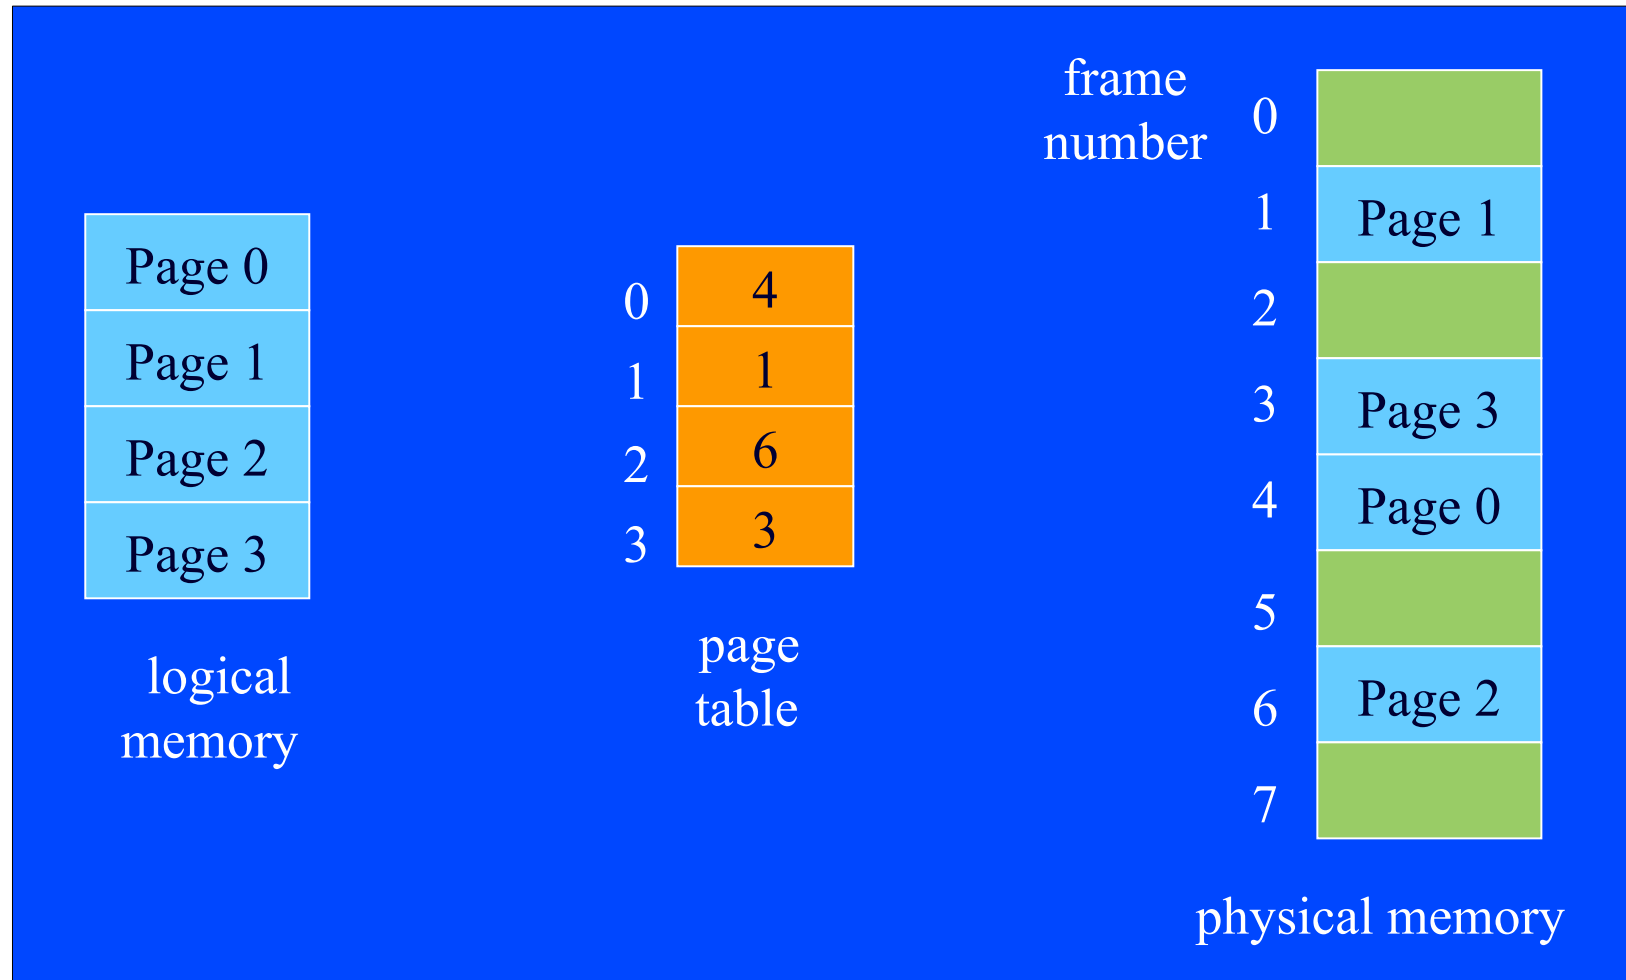 frame
number
0
1
2
3
4
5
6
7
Page 1
Page 3
Page 0
Page 2
physical memory
Page 0
Page 1
Page 2
Page 3
logical
memory
0
1
2
3
4
1
6
3
page
table